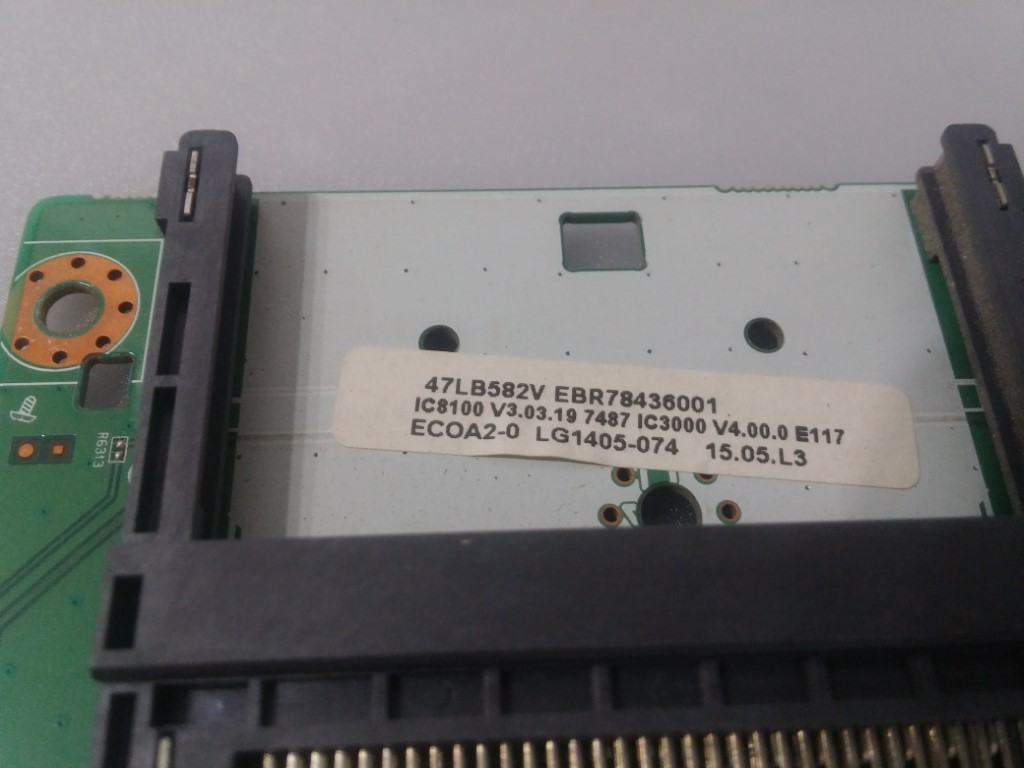 47LB582V EBR78436001
IC8100 V3.03.19 7487 IC3000 V4.00.0 E117
ECOA2-0 LG1405-074 15.05.L3
R6313